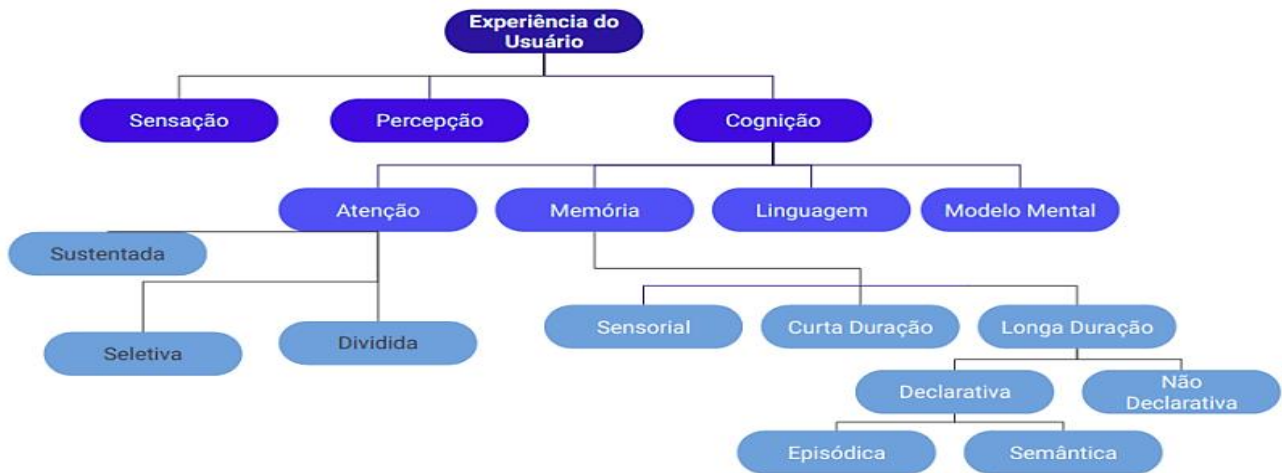 Experiência do
Usuário
Sensação
Percepção
Cognição
Atenção
Memória
Linguagem
Modelo Mental
Sustentada
Seletiva
Dividida
Sensorial
Curta Duração
Longa Duração
Declarativa
Não
Declarativa
Episódica
Semântica